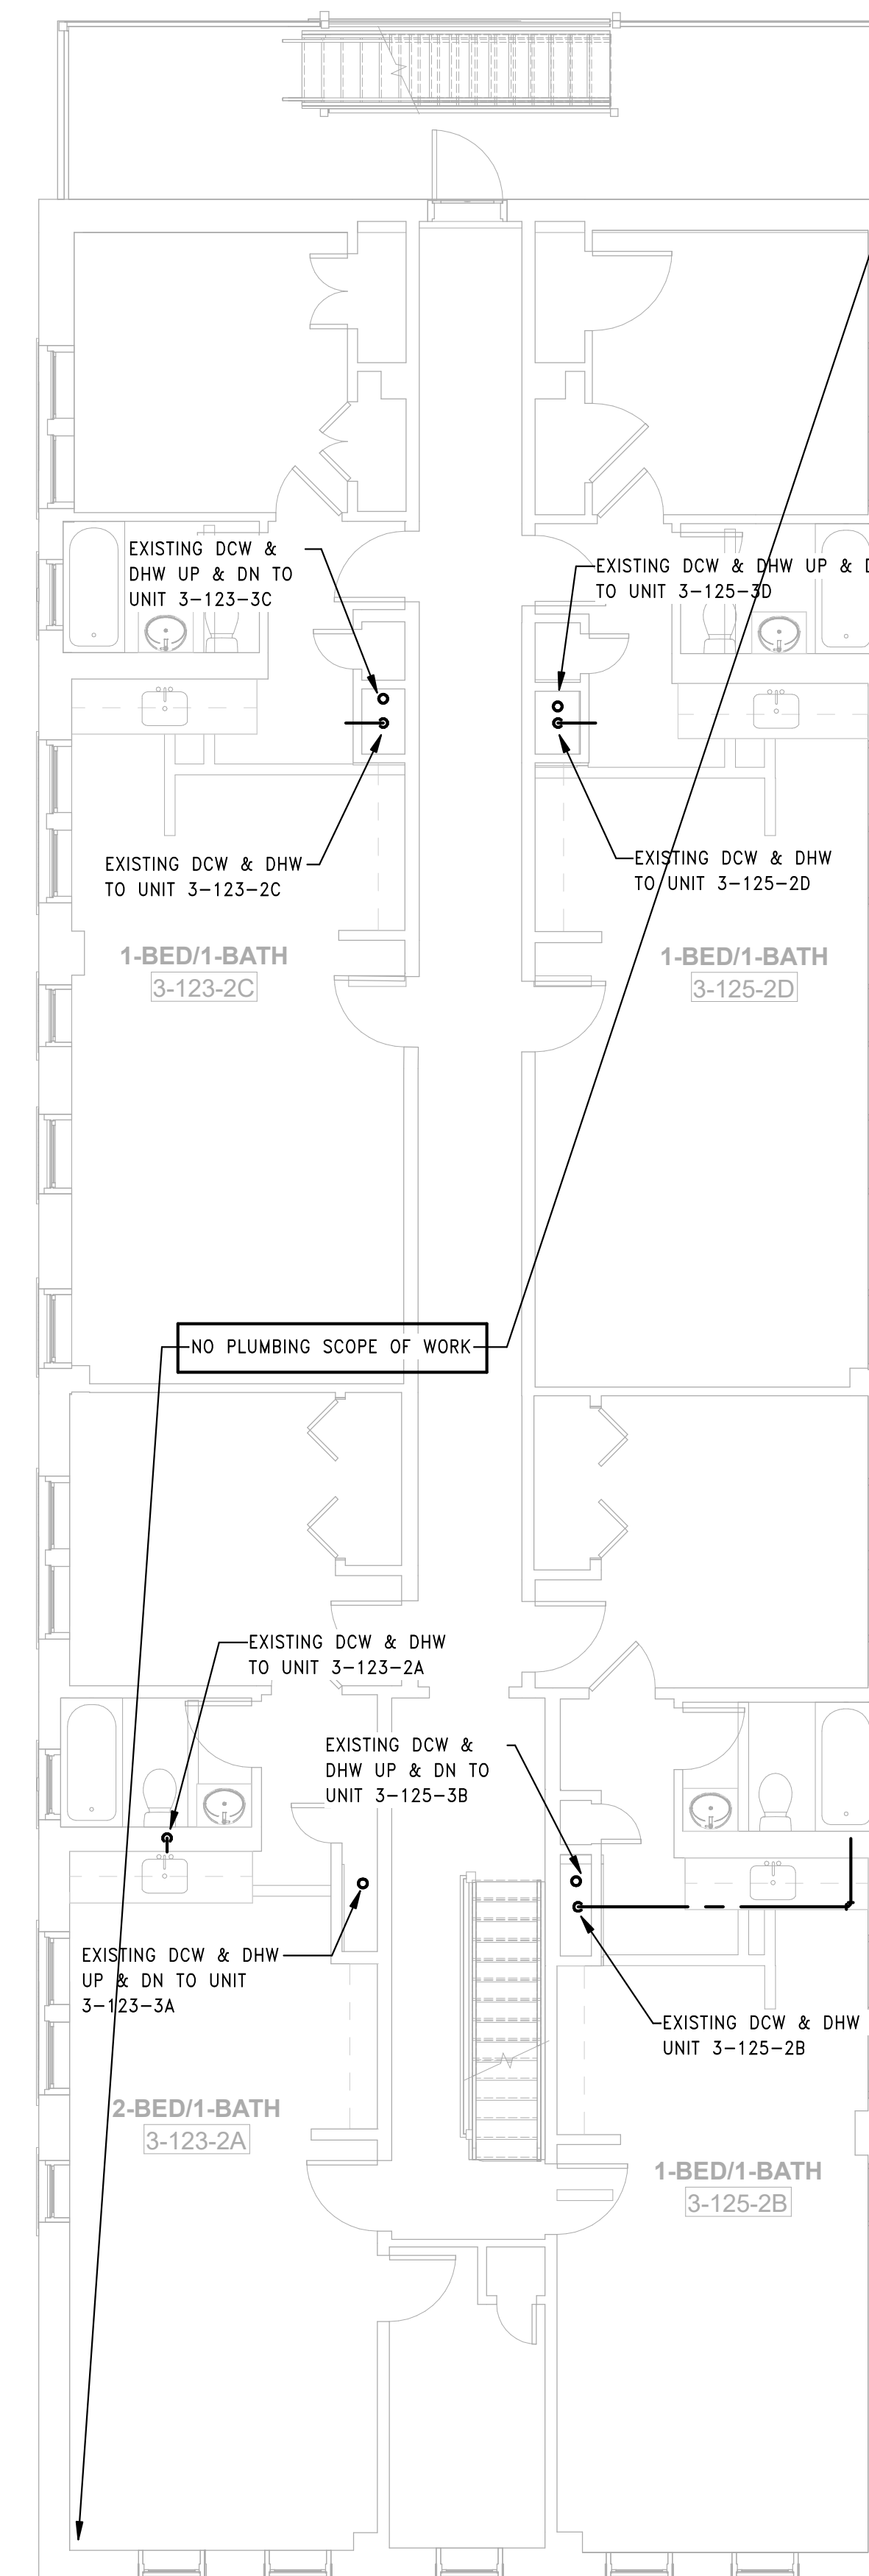 EXISTING DCW &
DHW UP & DN TO
UNIT 3-123-3C
EXISTING DCW & DHW UP &
TO UNIT 3-125-3D
EXISTING DCW & DHW
TO UNIT 3-123-2C
EXISTING DCW & DHW
TO UNIT 3-125-2D
1-BED/1-BATH
3-123-2C
1-BED/1-BATH
3-125-2D
NO PLUMBING SCOPE OF WORK
EXISTING DCW & DHW
TO UNIT 3-123-2A
EXISTING DCW &
DHW UP & DN TO
UNIT 3-125-3B
EXISTING DCW & DHW
UP & DN TO UNIT
3-123-3A
EXISTING DCW & DHW
UNIT 3-125-2B
2-BED/1-BATH
3-123-2A
1-BED/1-BATH
3-125-2B